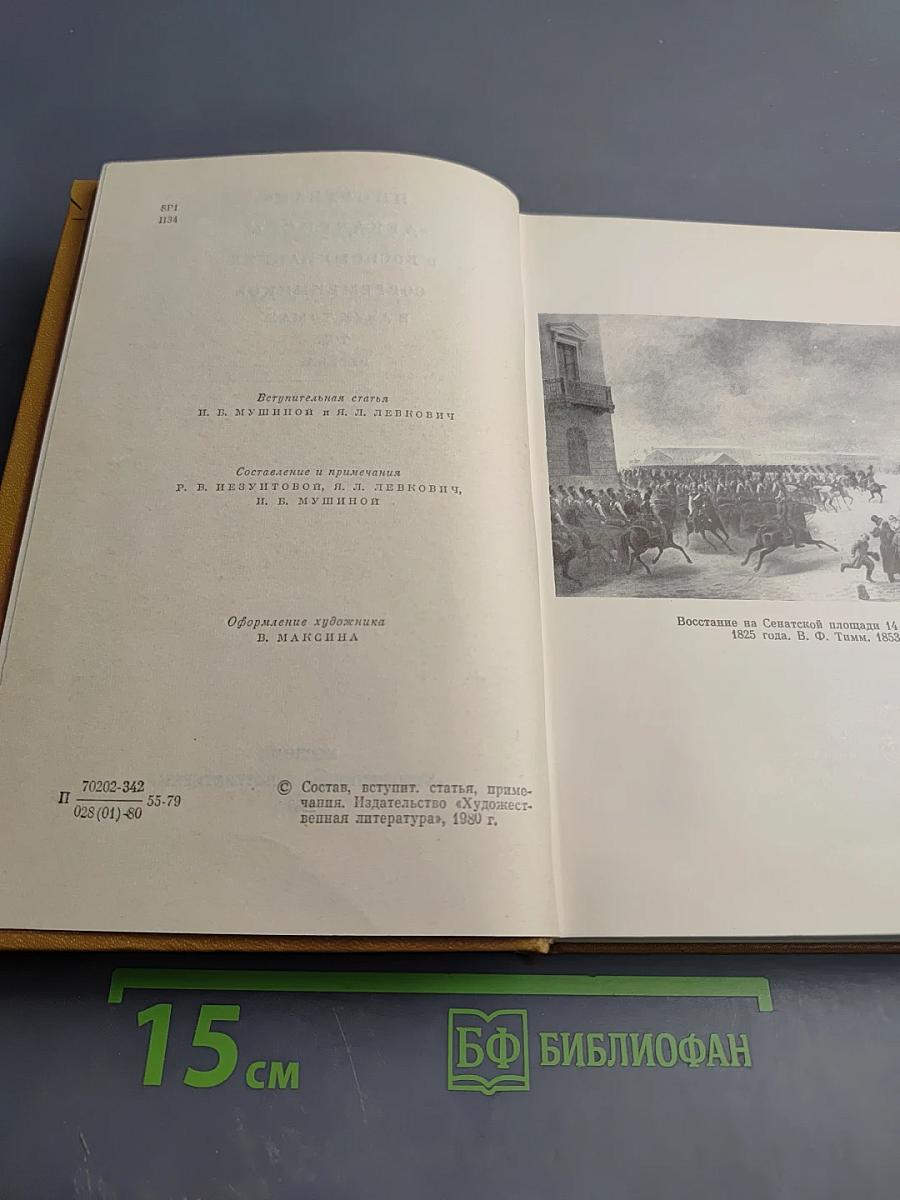 8Р1
П34
Вступительная статья
И. Б. МУШИНОЙ и Я. Л. ЛЕВКОВИЧ
Составление и примечания
Р. В. ИЕЗУИТОВОЙ, Я. Л. ЛЕВКОВИЧ,
И. Б. МУШИНОЙ
Оформление художника
В. МАКСИНА
П 70202-342 55-79
028(01)-80
© Состав, вступит. статья, приме-
чания. Издательство «Художест-
венная литература», 1980 г.
Восстание на Сенатской площади 14
1825 года. В. Ф. Тимм. 1853
15 см
БФ БИБЛИОФАН